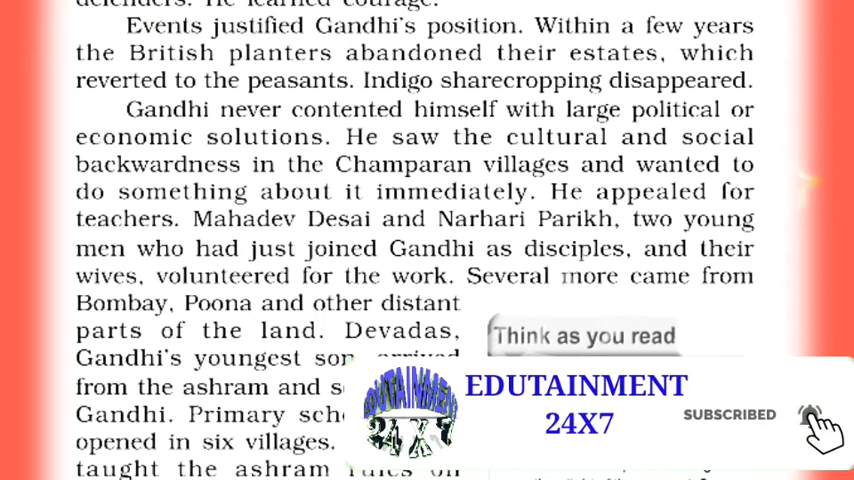 defenders. He learned courage.
Events justified Gandhi's position. Within a few years
the British planters abandoned their estates, which
reverted to the peasants. Indigo sharecropping disappeared.
Gandhi never contented himself with large political or
economic solutions. He saw the cultural and social
backwardness in the Champaran villages and wanted to
do something about it immediately. He appealed for
teachers. Mahadev Desai and Narhari Parikh, two young
men who had just joined Gandhi as disciples, and their
wives, volunteered for the work. Several more came from
Bombay, Poona and other distant
parts of the land. Devadas,
Gandhi's youngest son, arrived
from the ashram and
Gandhi. Primary
opened in six villages.
taught the ashram rules on
Think as you read
EDUTAINMENT
24X7
SUBSCRIBED
EDUTAINMENT
24X7